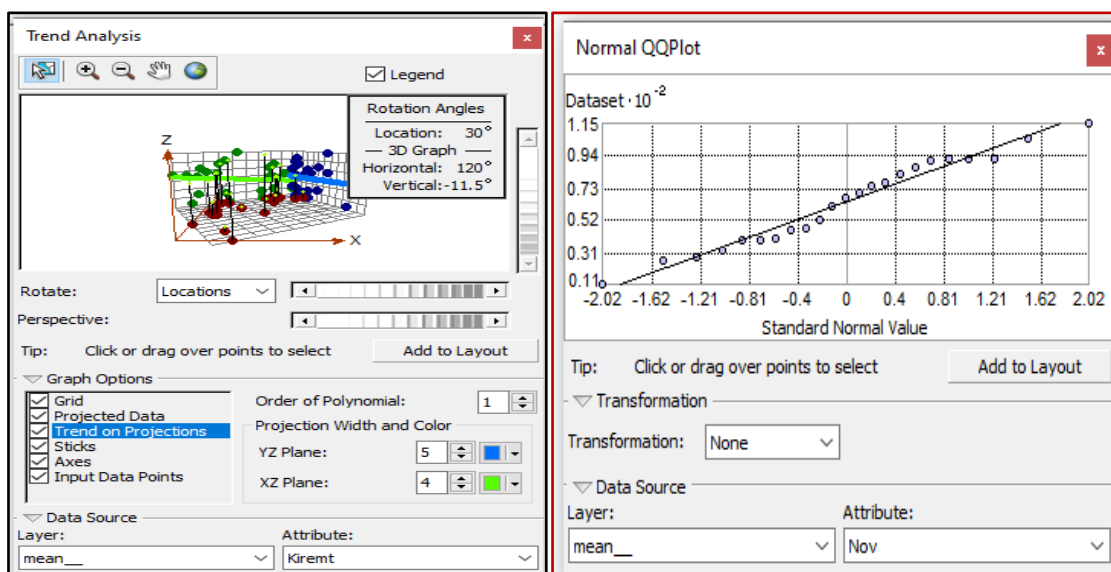 Trend Analysis
x
Legend
Rotation Angles
Location: 30°
3D Graph
Horizontal: 120°
Vertical:-11.5°
Z
X
Rotate: Locations
Perspective:
Tip: Click or drag over points to select Add to Layout
Graph Options
Grid
Projected Data
Trend on Projections
Sticks
Axes
Input Data Points
Order of Polynomial: 1
Projection Width and Color
YZ Plane: 5
XZ Plane: 4
Data Source
Layer: Attribute:
mean__ Kiremt
Normal QQPlot
x
Dataset·10⁻²
1.15
0.94
0.73
0.52
0.31
0.11
-2.02 -1.62 -1.21 -0.81 -0.4 0 0.4 0.81 1.21 1.62 2.02
Standard Normal Value
Tip: Click or drag over points to select Add to Layout
Transformation
Transformation: None
Data Source
Layer: Attribute:
mean__ Nov